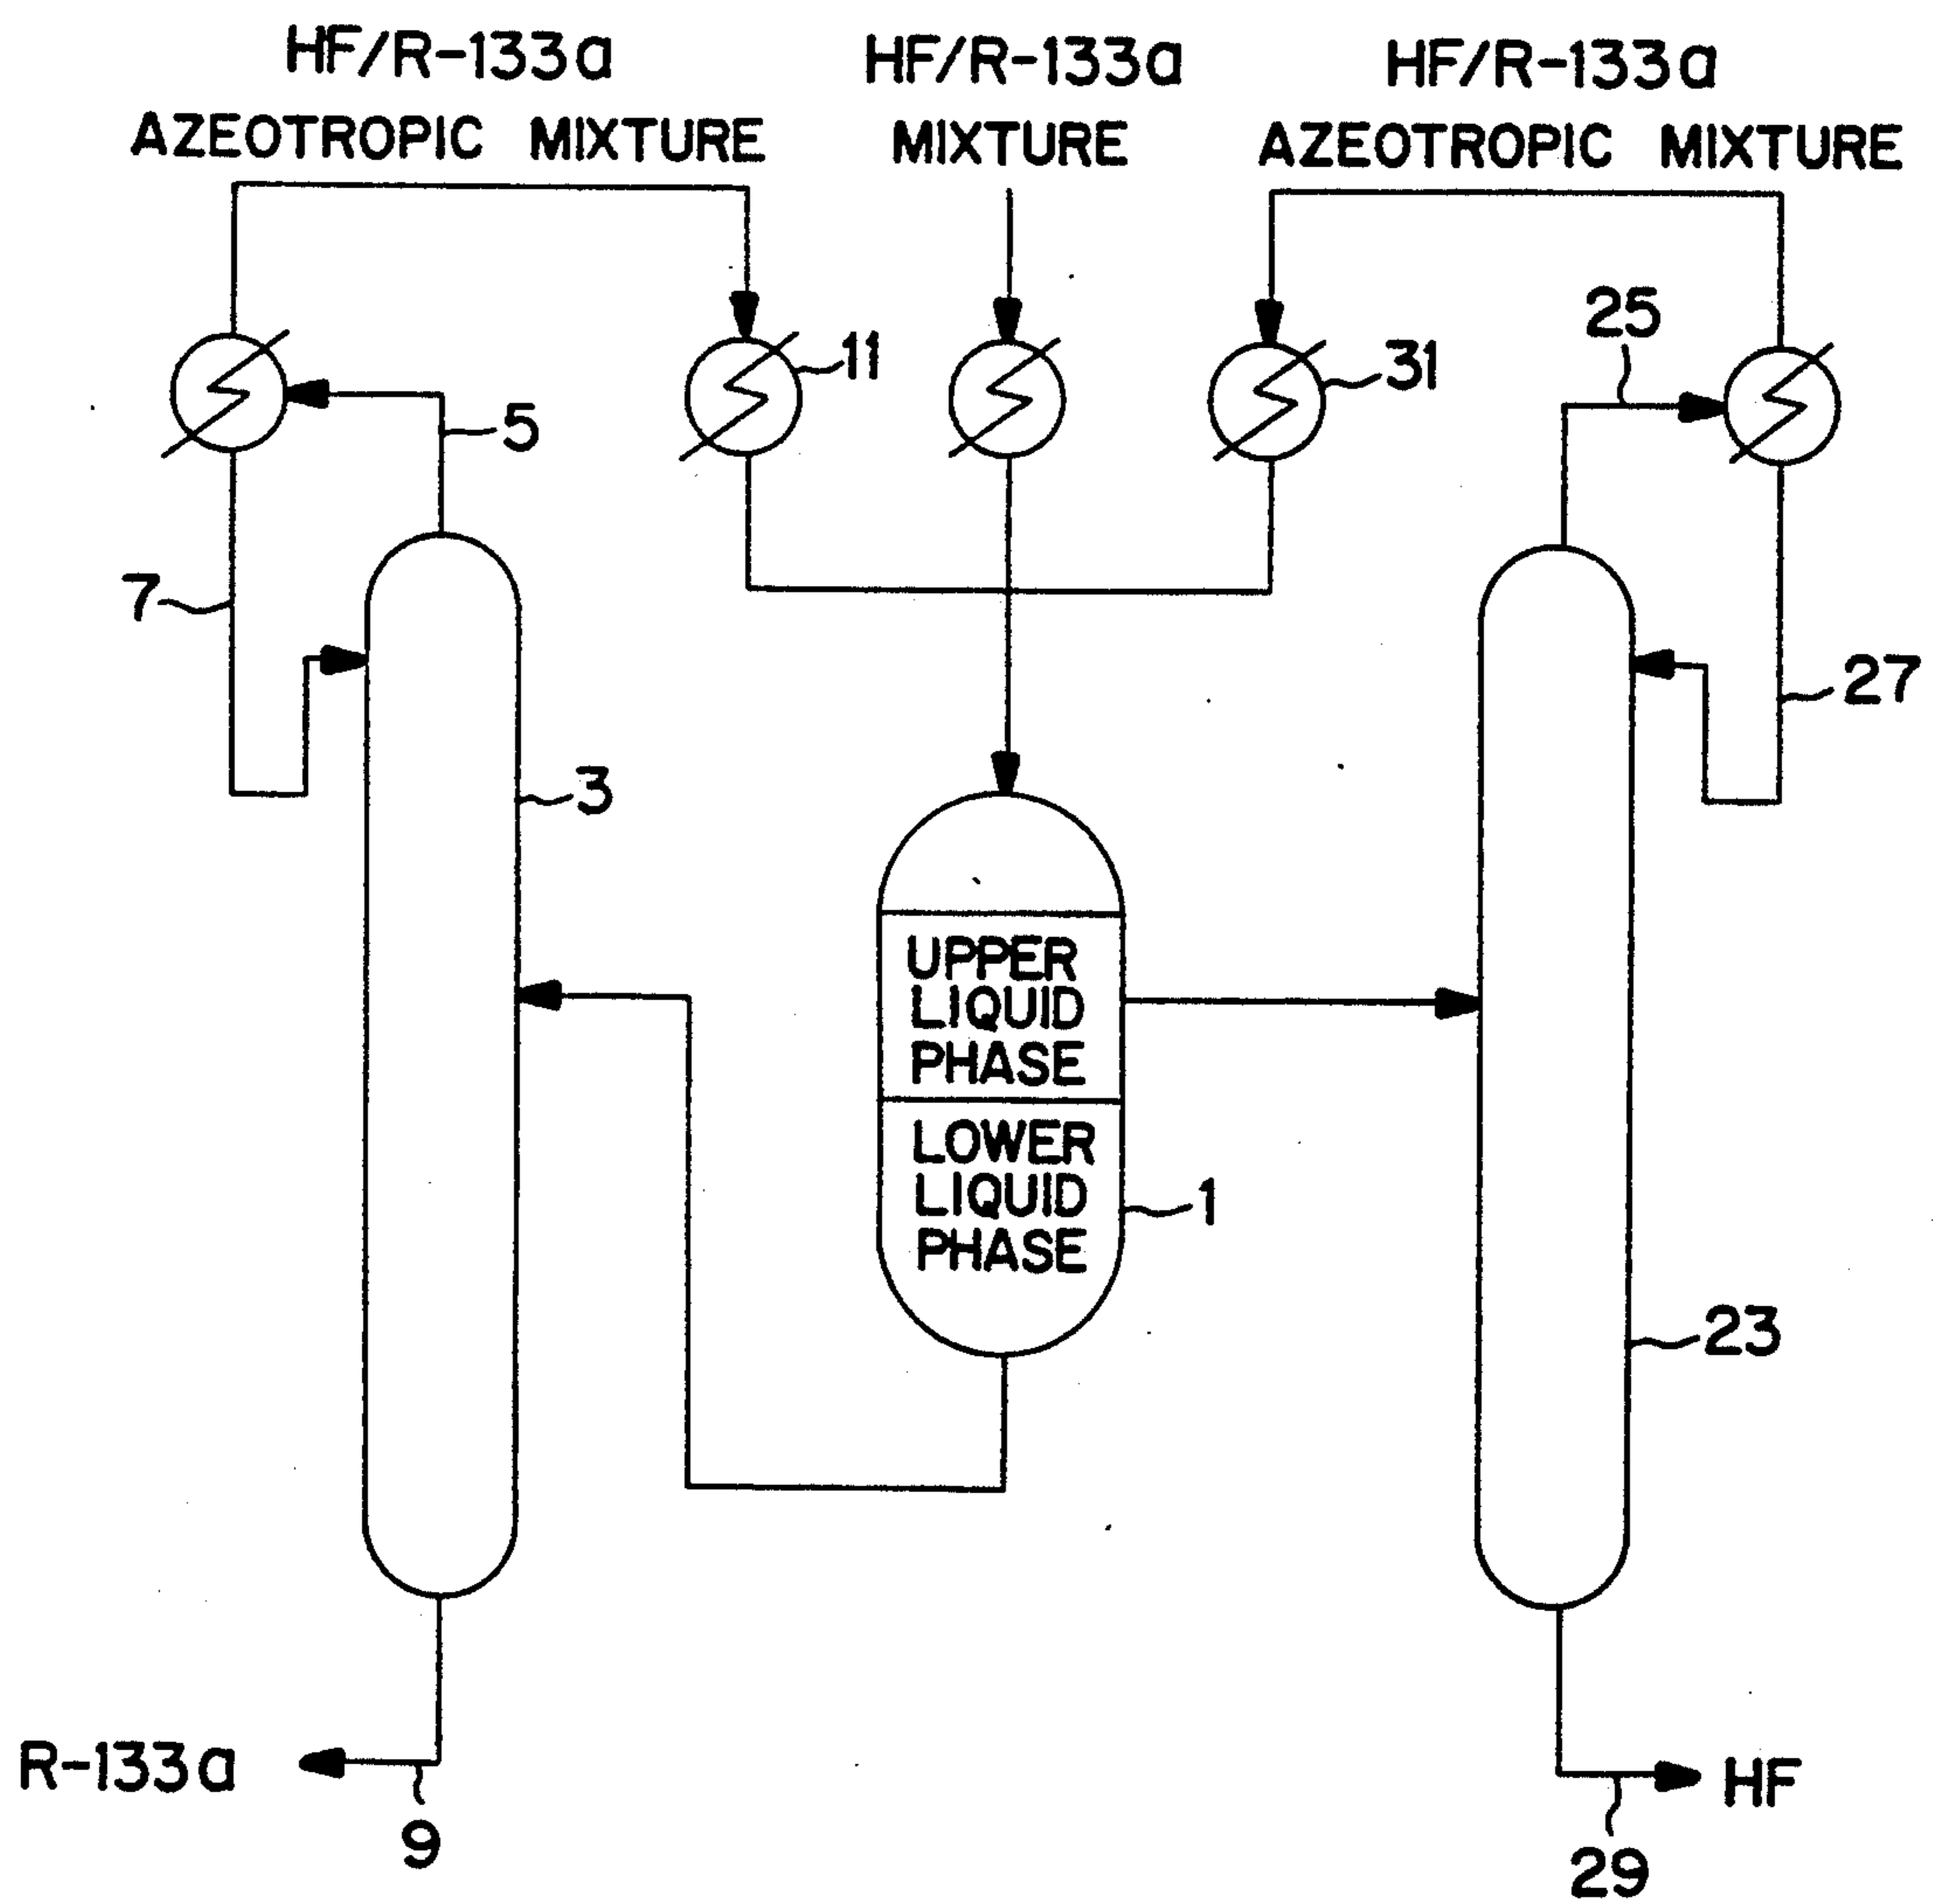 HF/R-133a
AZEOTROPIC MIXTURE
HF/R-133a
MIXTURE
HF/R-133a
AZEOTROPIC MIXTURE
11
31
25
5
7
27
3
UPPER
LIQUID
PHASE
LOWER
LIQUID
PHASE
1
23
R-133a
9
HF
29